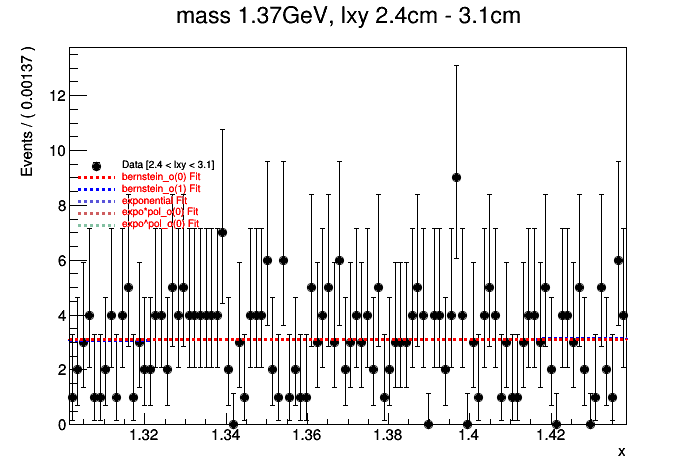 mass 1.37GeV, lxy 2.4cm - 3.1cm
Events / ( 0.00137 )
12
10
8
6
4
2
0
Data [2.4 < lxy < 3.1]
bernstein_o(0) Fit
bernstein_o(1) Fit
exponential Fit
expo*pol_o(0) Fit
expo^pol_o(0) Fit
1.32 1.34 1.36 1.38 1.4 1.42
x